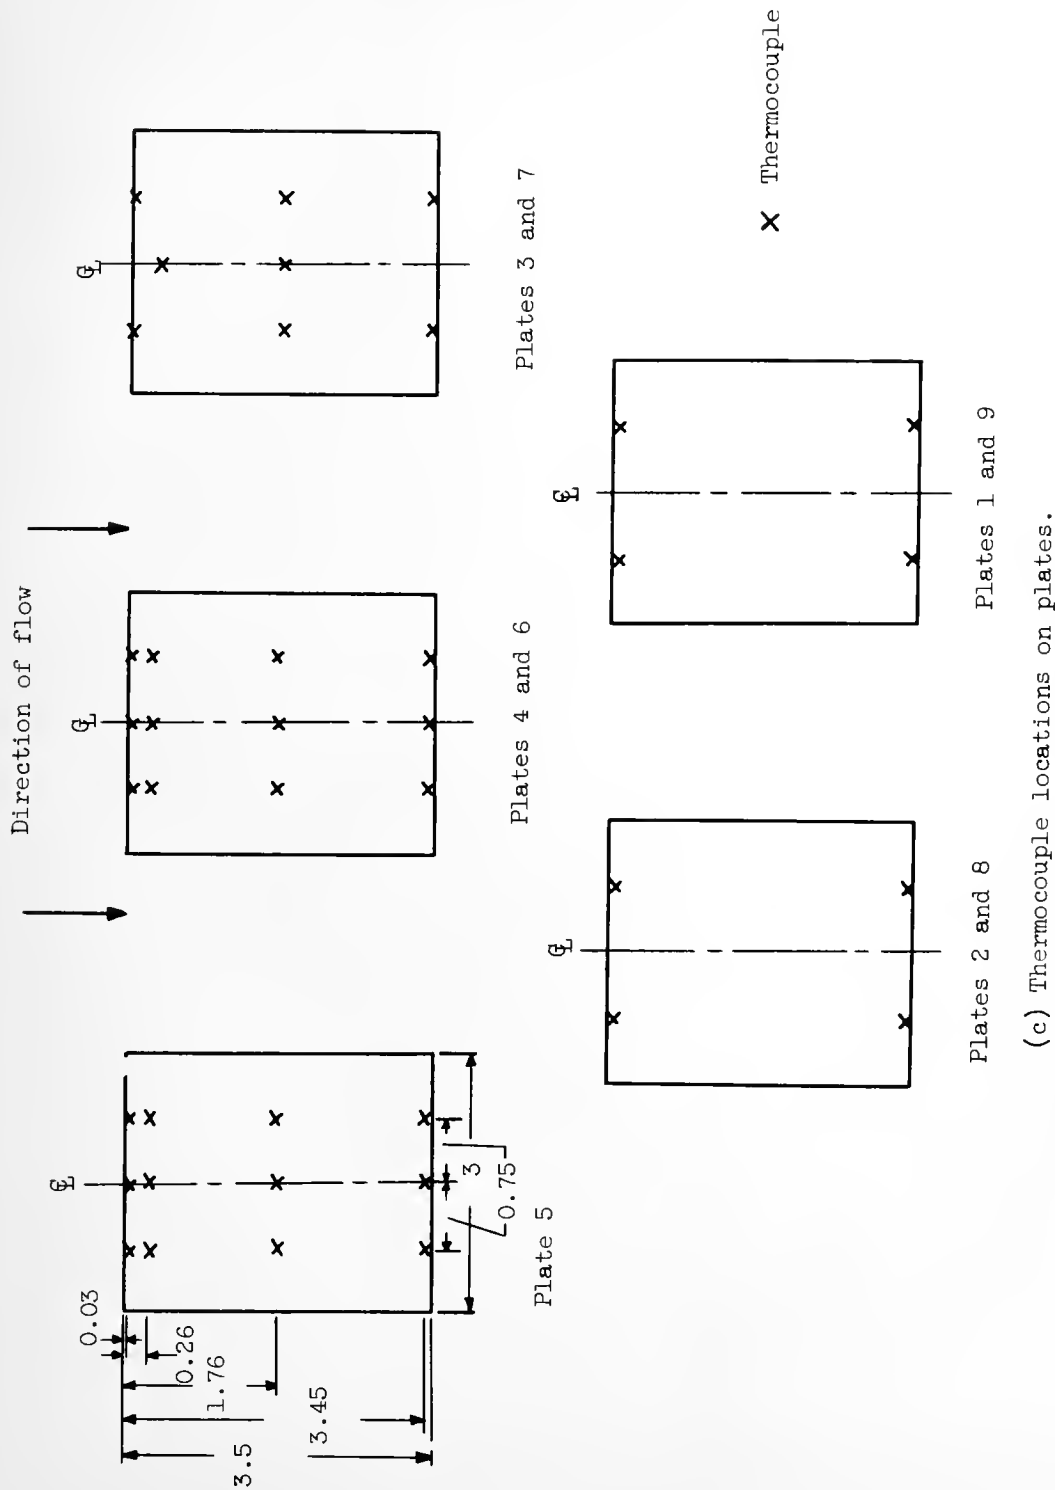 Direction of flow
℄
℄
℄
0.03
0.26
1.76
3.45
3.5
0.75
3
Plate 5
Plates 4 and 6
Plates 3 and 7
℄
℄
Plates 2 and 8
Plates 1 and 9
X Thermocouple
(c) Thermocouple locations on plates.